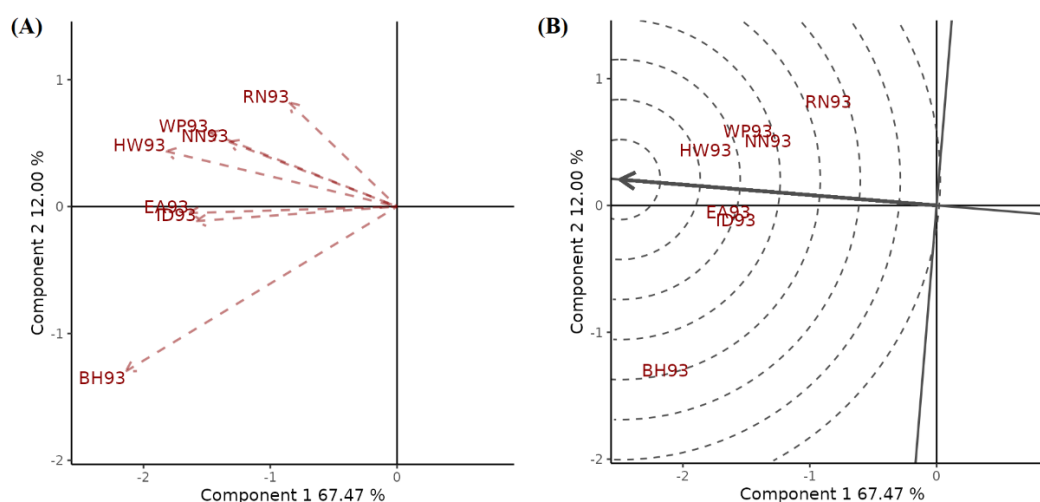 (A)
1
0
-1
-2
RN93
WP93
NN93
HW93
EA93
ID93
BH93
-2
-1
0
Component 1 67.47 %
Component 2 12.00 %
(B)
1
0
-1
-2
RN93
WP93
NN93
HW93
EA93
ID93
BH93
-2
-1
0
Component 1 67.47 %
Component 2 12.00 %